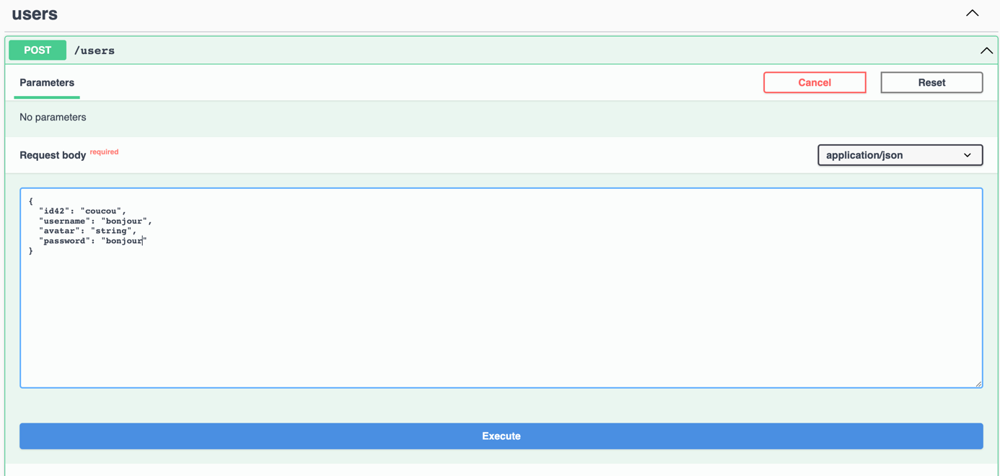 users
POST /users
Parameters Cancel Reset
No parameters
Request body required application/json
{
"id42": "coucou",
"username": "bonjour",
"avatar": "string",
"password": "bonjour"
}
Execute